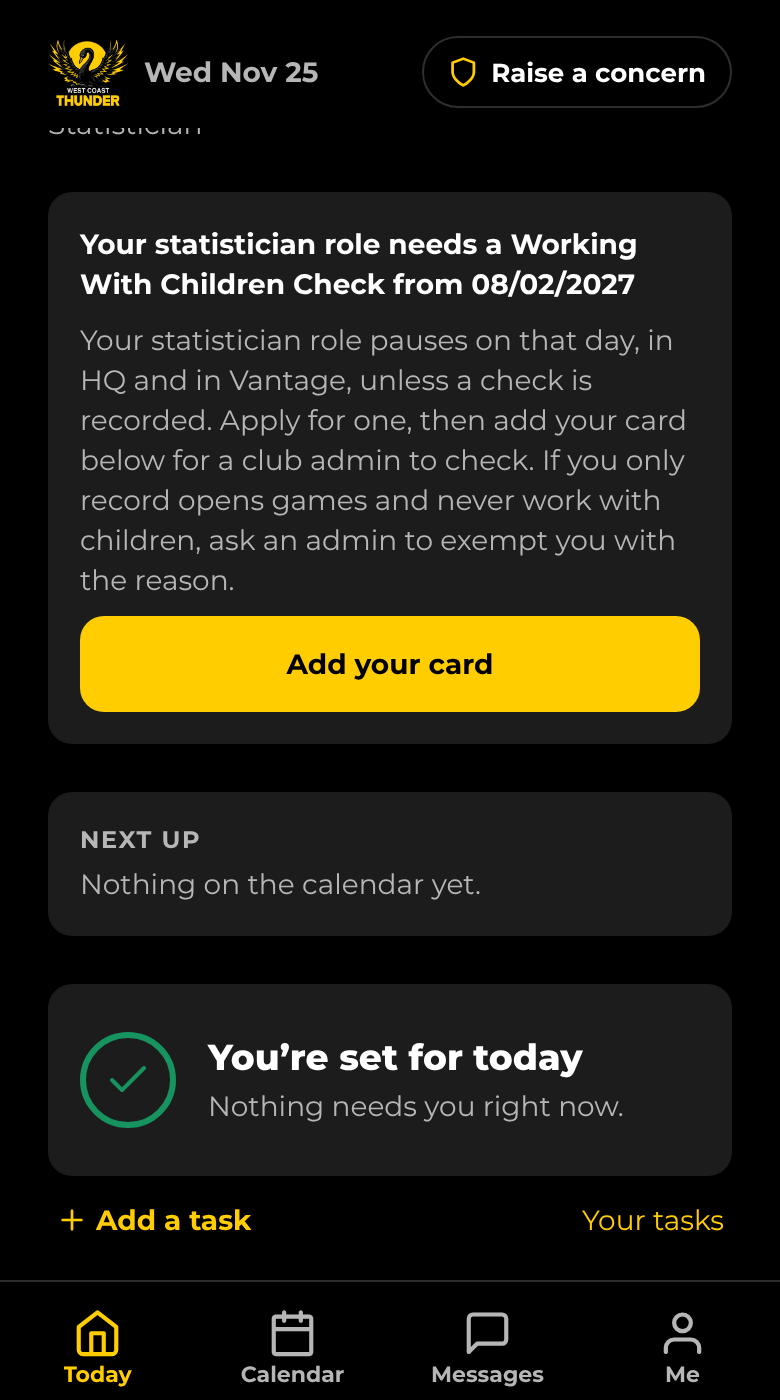 WEST COAST
THUNDER
Wed Nov 25
Raise a concern
Statistician
Your statistician role needs a Working
With Children Check from 08/02/2027
Your statistician role pauses on that day, in
HQ and in Vantage, unless a check is
recorded. Apply for one, then add your card
below for a club admin to check. If you only
record opens games and never work with
children, ask an admin to exempt you with
the reason.
Add your card
NEXT UP
Nothing on the calendar yet.
You’re set for today
Nothing needs you right now.
Add a task
Your tasks
Today
Calendar
Messages
Me